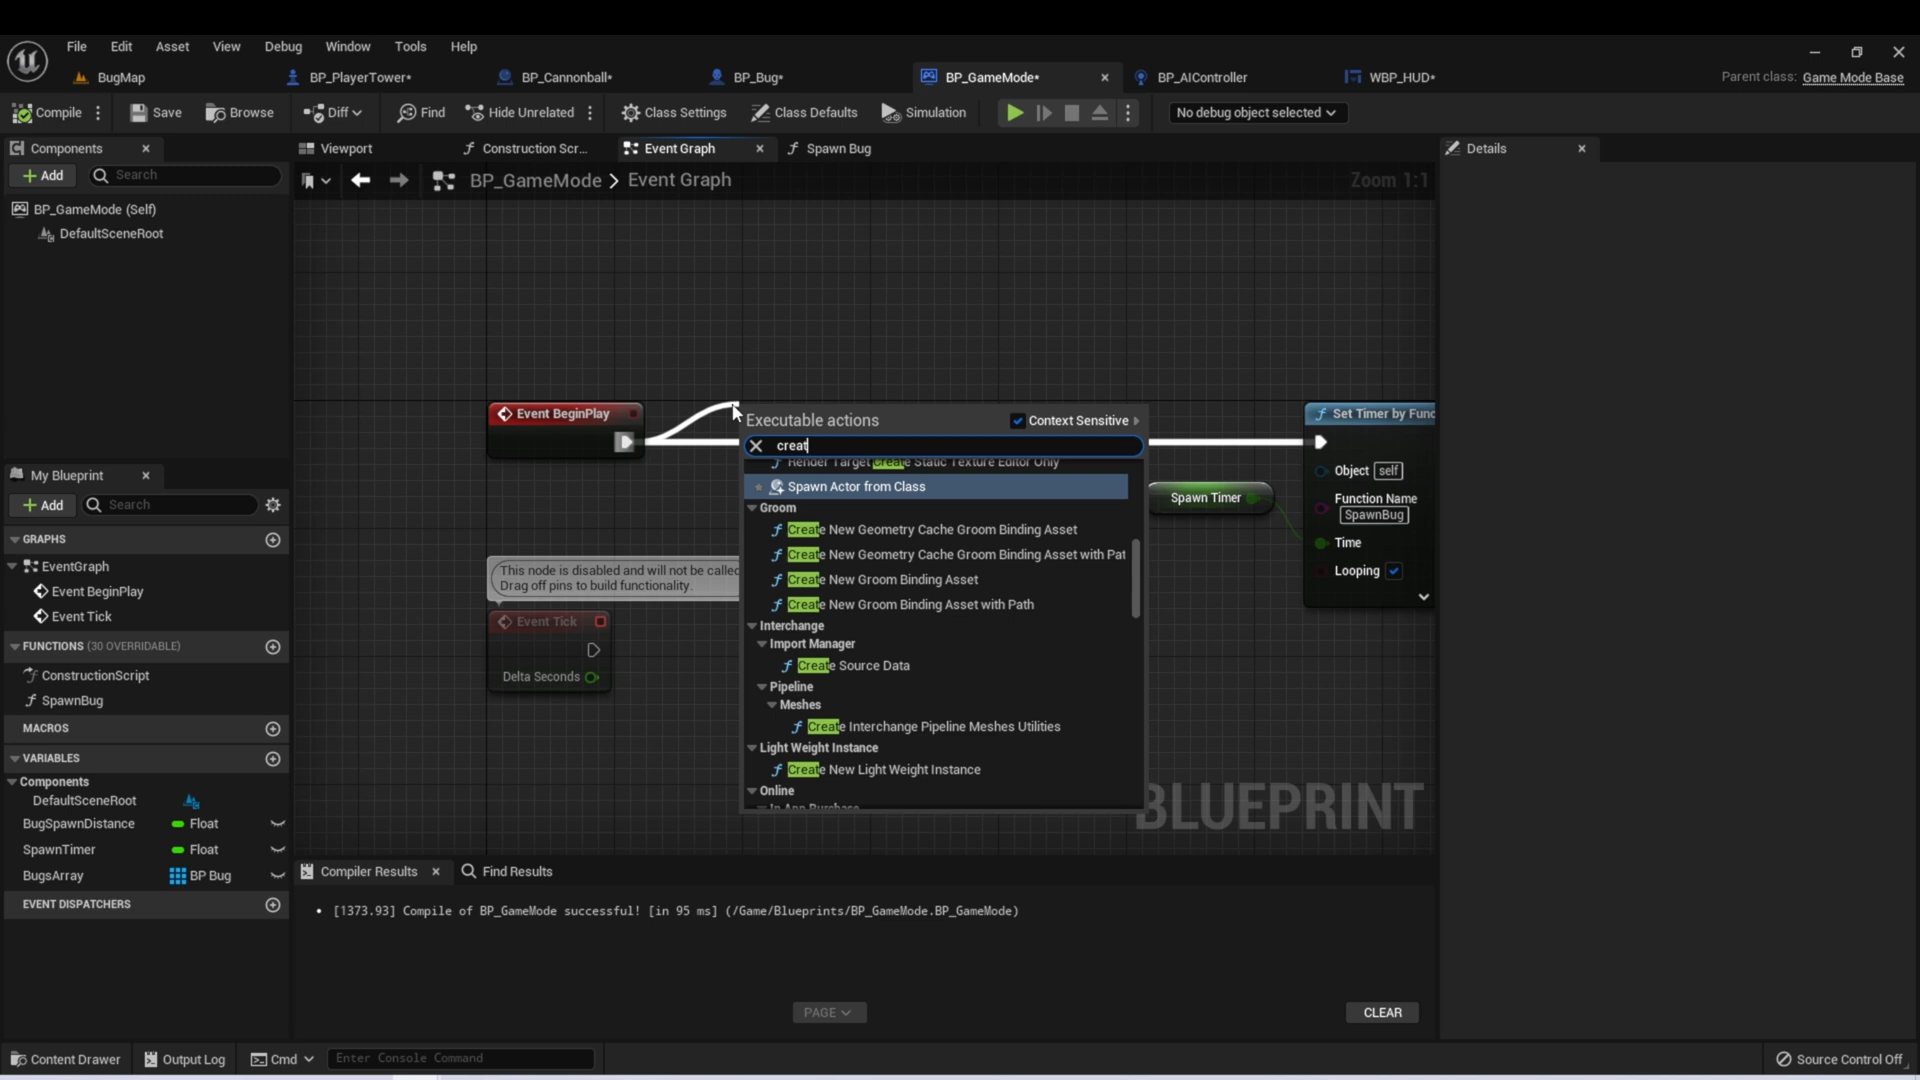 File Edit Asset View Debug Window Tools Help
BugMap BP_PlayerTower* BP_Cannonball* BP_Bug* BP_GameMode* BP_AIController WBP_HUD* Parent class: Game Mode Base
Compile Save Browse Diff Find Hide Unrelated Class Settings Class Defaults Simulation No debug object selected
Components Viewport Construction Scr... Event Graph Spawn Bug Details
+ Add Search BP_GameMode > Event Graph Zoom 1:1
BP_GameMode (Self)
DefaultSceneRoot
Event BeginPlay Executable actions Context Sensitive Set Timer by Func
creat
Render Target Create Static Texture Editor Only
Object self
Spawn Actor from Class
Spawn Timer
Function Name
SpawnBug
Groom
Create New Geometry Cache Groom Binding Asset
Time
Create New Geometry Cache Groom Binding Asset with Pat
Looping
Create New Groom Binding Asset
Create New Groom Binding Asset with Path
Interchange
Import Manager
Create Source Data
Pipeline
Meshes
Create Interchange Pipeline Meshes Utilities
Light Weight Instance
Create New Light Weight Instance
Online
In App Purchase
This node is disabled and will not be called
Drag off pins to build functionality.
Event Tick
Delta Seconds
BLUEPRINT
My Blueprint
+ Add Search
GRAPHS
EventGraph
Event BeginPlay
Event Tick
FUNCTIONS (30 OVERRIDABLE)
ConstructionScript
SpawnBug
MACROS
VARIABLES
Components
DefaultSceneRoot
BugSpawnDistance Float
SpawnTimer Float
BugsArray BP Bug
EVENT DISPATCHERS
Compiler Results Find Results
[1373.93] Compile of BP_GameMode successful! [in 95 ms] (/Game/Blueprints/BP_GameMode.BP_GameMode)
PAGE CLEAR
Content Drawer Output Log Cmd Enter Console Command Source Control Off